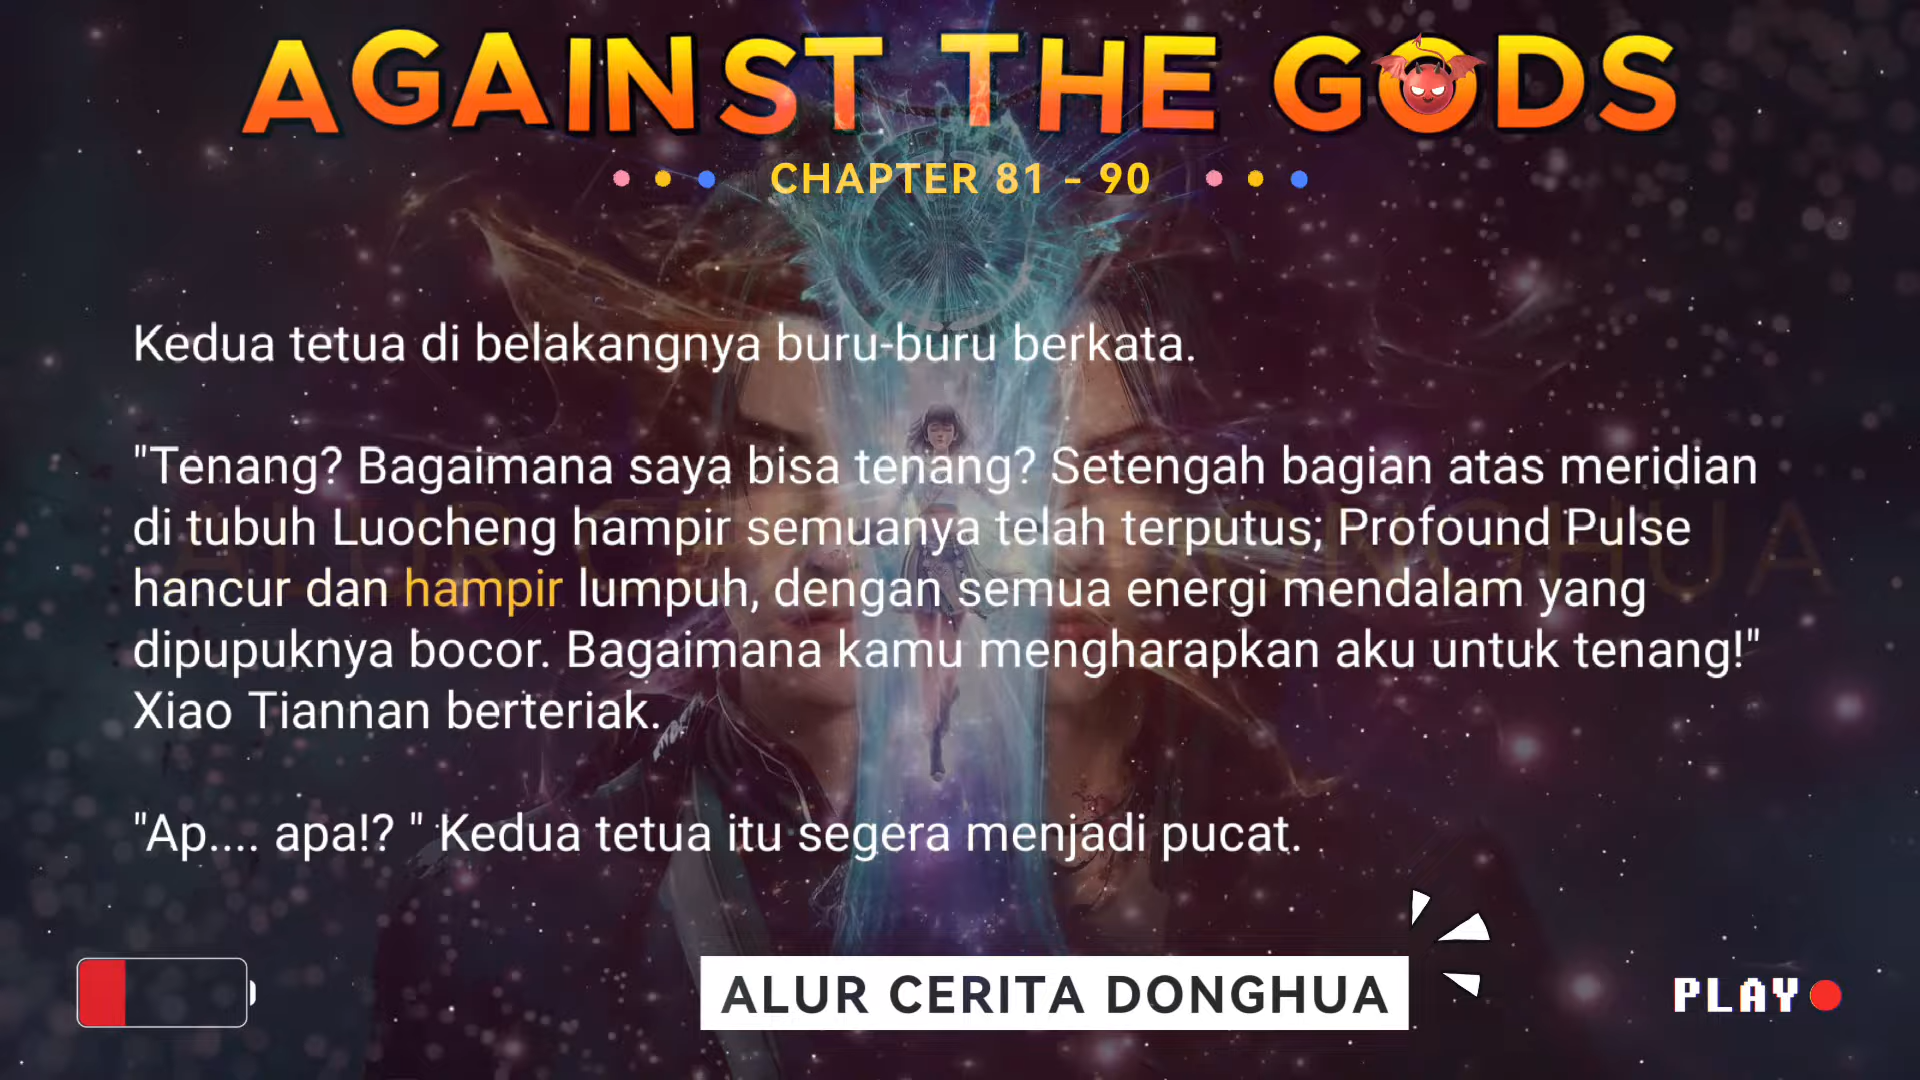 AGAINST THE GODS
CHAPTER 81 - 90
Kedua tetua di belakangnya buru-buru berkata.
"Tenang? Bagaimana saya bisa tenang? Setengah bagian atas meridian
di tubuh Luocheng hampir semuanya telah terputus; Profound Pulse
hancur dan hampir lumpuh, dengan semua energi mendalam yang
dipupuknya bocor. Bagaimana kamu mengharapkan aku untuk tenang!"
Xiao Tiannan berteriak.
"Ap.... apa!? " Kedua tetua itu segera menjadi pucat.
ALUR CERITA DONGHUA
PLAY